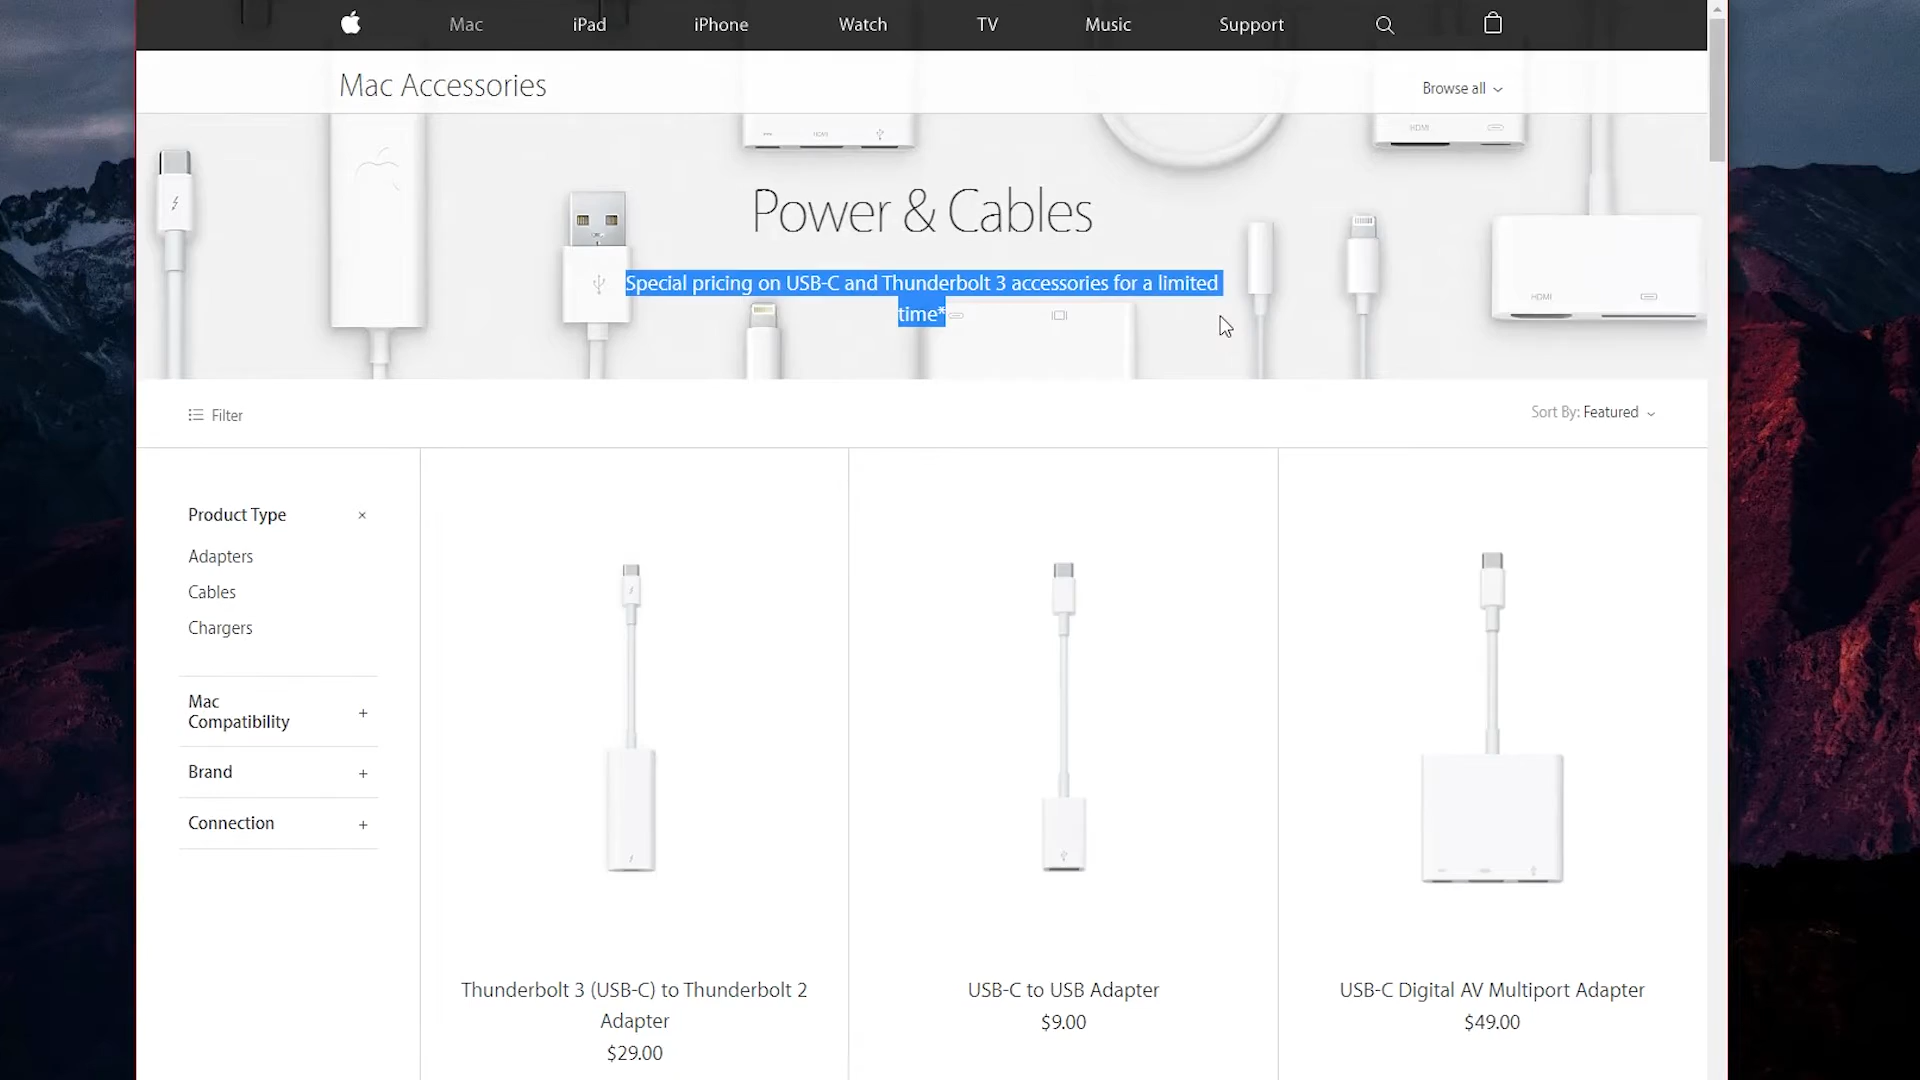 Mac iPad iPhone Watch TV Music Support
Mac Accessories
Browse all
HDMI
HDMI
Power & Cables
Special pricing on USB-C and Thunderbolt 3 accessories for a limited
time*
HDMI
Filter
Sort By: Featured
Product Type
Adapters
Cables
Chargers
Mac
Compatibility
Brand
Connection
Thunderbolt 3 (USB-C) to Thunderbolt 2
Adapter
$29.00
USB-C to USB Adapter
$9.00
USB-C Digital AV Multiport Adapter
$49.00